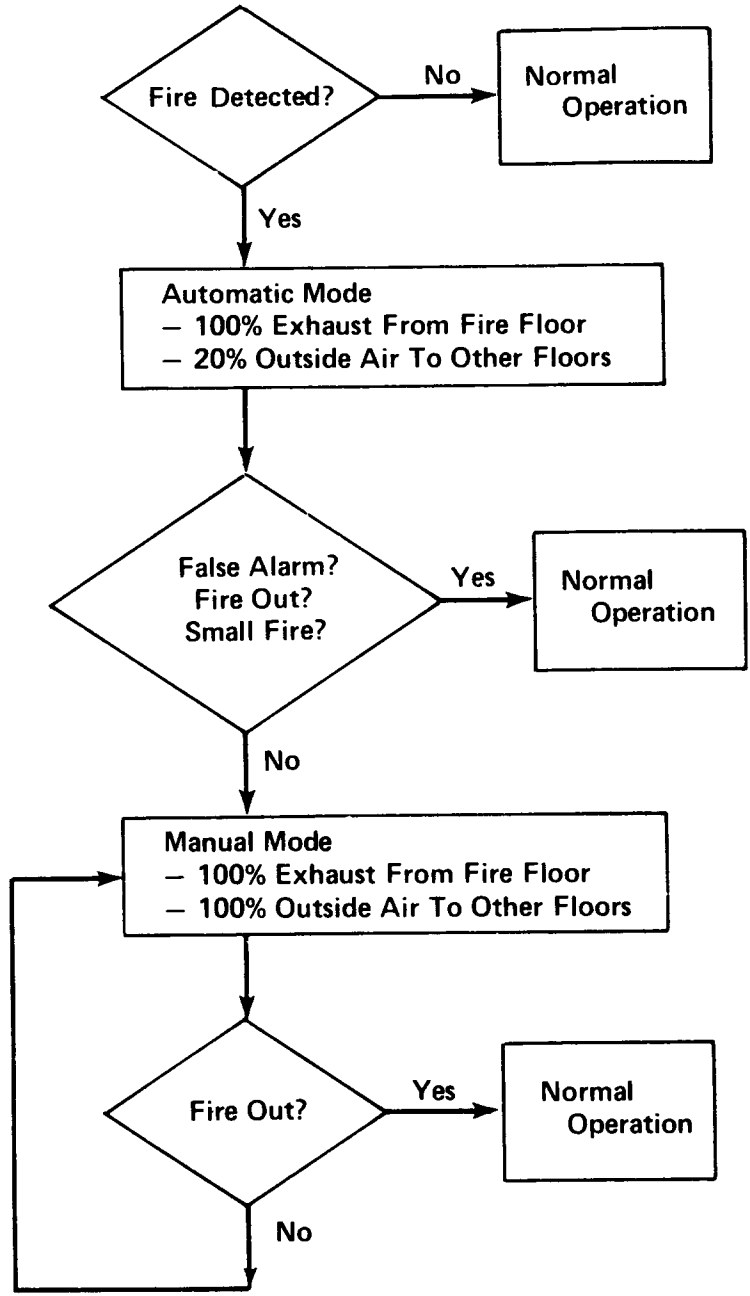 Fire Detected?
No
Normal
Operation
Yes
Automatic Mode
– 100% Exhaust From Fire Floor
– 20% Outside Air To Other Floors
False Alarm?
Fire Out?
Small Fire?
Yes
Normal
Operation
No
Manual Mode
– 100% Exhaust From Fire Floor
– 100% Outside Air To Other Floors
Fire Out?
Yes
Normal
Operation
No